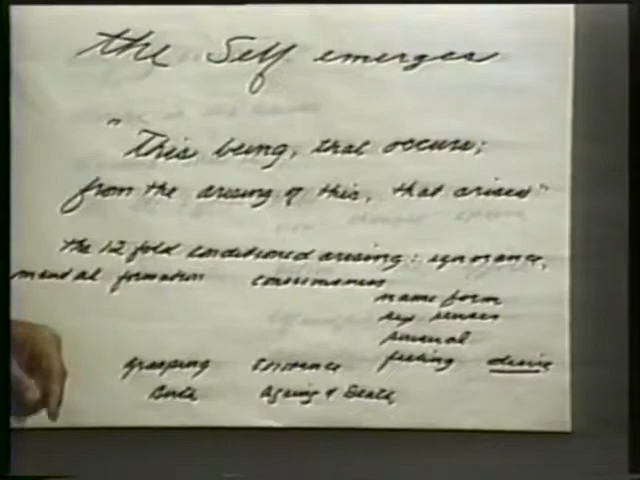 the Self emerges
"This being, that occurs;
from the arising of this, that arises"
the 12 fold conditioned arising: ignorance,
mental formation consciousness
name form
six senses
feeling desire
grasping existence
Birth Ageing & Death